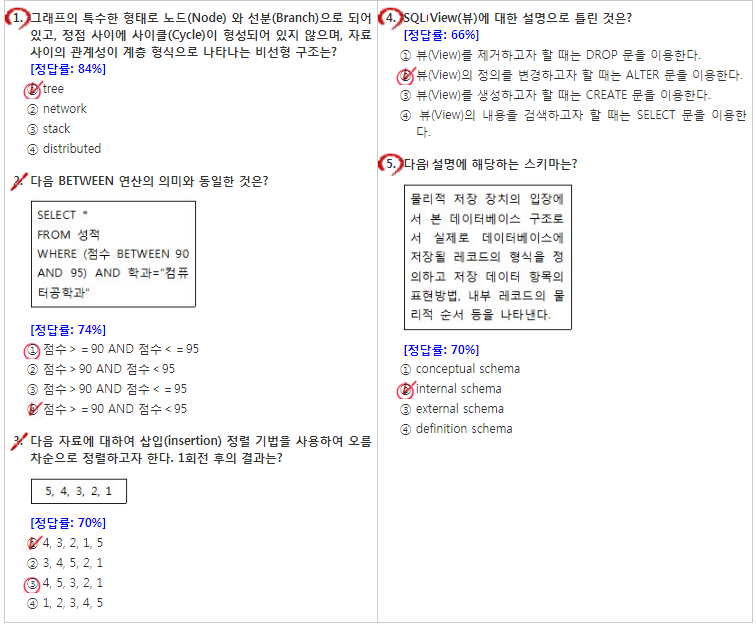 1. 그래프의 특수한 형태로 노드(Node) 와 선분(Branch)으로 되어
있고, 정점 사이에 사이클(Cycle)이 형성되어 있지 않으며, 자료
사이의 관계성이 계층 형식으로 나타나는 비선형 구조는?
[정답률: 84%]
① tree
② network
③ stack
④ distributed
2. 다음 BETWEEN 연산의 의미와 동일한 것은?
SELECT *
FROM 성적
WHERE (점수 BETWEEN 90
AND 95) AND 학과="컴퓨
터공학과"
[정답률: 74%]
① 점수 > = 90 AND 점수 < = 95
② 점수 > 90 AND 점수 < 95
③ 점수 > 90 AND 점수 < = 95
④ 점수 > = 90 AND 점수 < 95
3. 다음 자료에 대하여 삽입(insertion) 정렬 기법을 사용하여 오름
차순으로 정렬하고자 한다. 1회전 후의 결과는?
5, 4, 3, 2, 1
[정답률: 70%]
① 4, 3, 2, 1, 5
② 3, 4, 5, 2, 1
③ 4, 5, 3, 2, 1
④ 1, 2, 3, 4, 5
4. SQL View(뷰)에 대한 설명으로 틀린 것은?
[정답률: 66%]
① 뷰(View)를 제거하고자 할 때는 DROP 문을 이용한다.
② 뷰(View)의 정의를 변경하고자 할 때는 ALTER 문을 이용한다.
③ 뷰(View)를 생성하고자 할 때는 CREATE 문을 이용한다.
④ 뷰(View)의 내용을 검색하고자 할 때는 SELECT 문을 이용한
다.
5. 다음 설명에 해당하는 스키마는?
물리적 저장 장치의 입장에
서 본 데이터베이스 구조로
서 실제로 데이터베이스에
저장될 레코드의 형식을 정
의하고 저장 데이터 항목의
표현방법, 내부 레코드의 물
리적 순서 등을 나타낸다.
[정답률: 70%]
① conceptual schema
② internal schema
③ external schema
④ definition schema